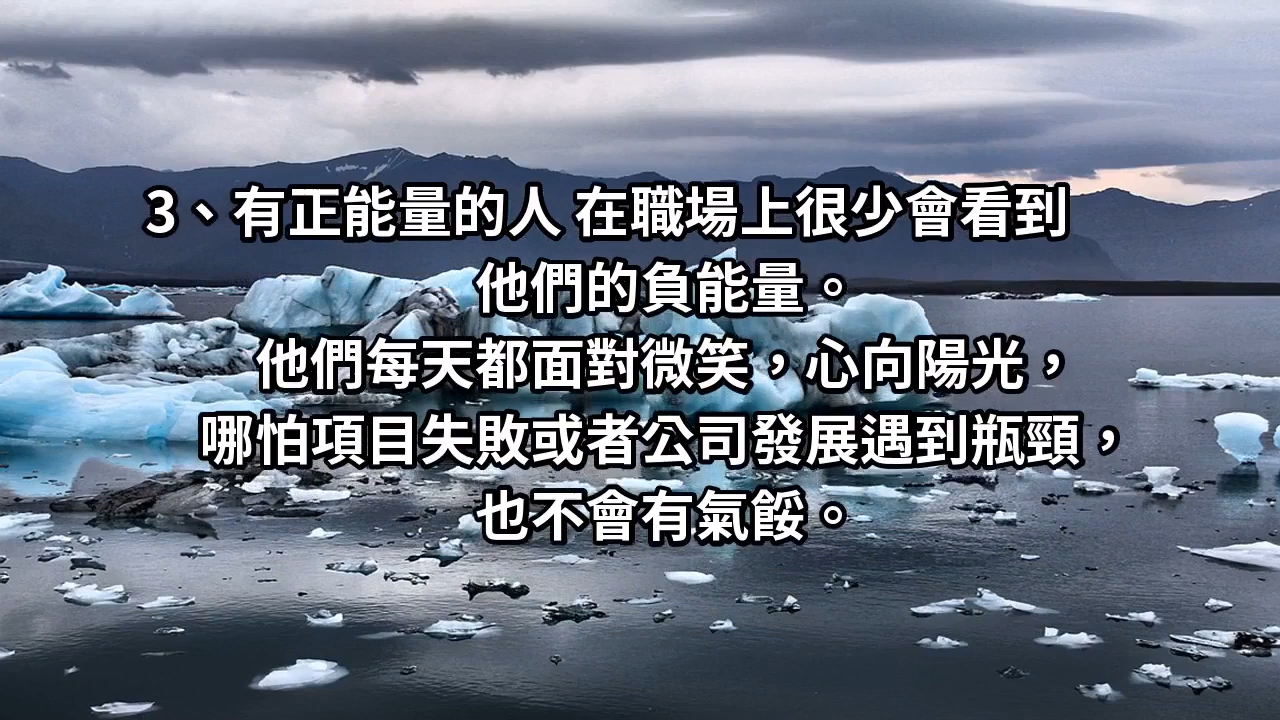 3、有正能量的人 在職場上很少會看到
他們的負能量。
他們每天都面對微笑，心向陽光，
哪怕項目失敗或者公司發展遇到瓶頸，
也不會有氣餒。